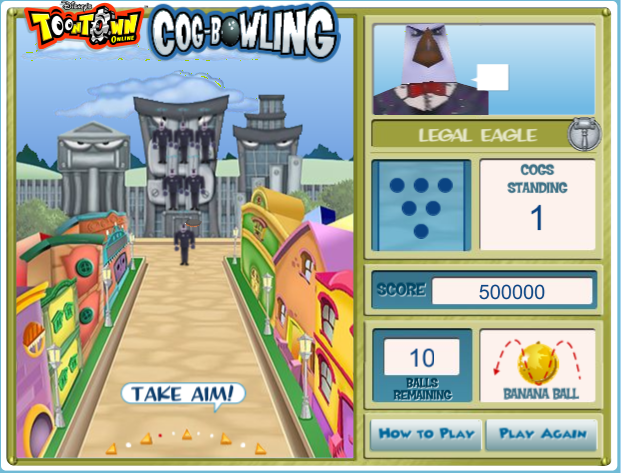 Disney's
TOONTOWN
ONLINE
COG-BOWLING
LEGAL EAGLE
COGS
STANDING
1
SCORE 500000
10
BALLS
REMAINING
BANANA BALL
TAKE AIM!
HOW TO PLAY
PLAY AGAIN